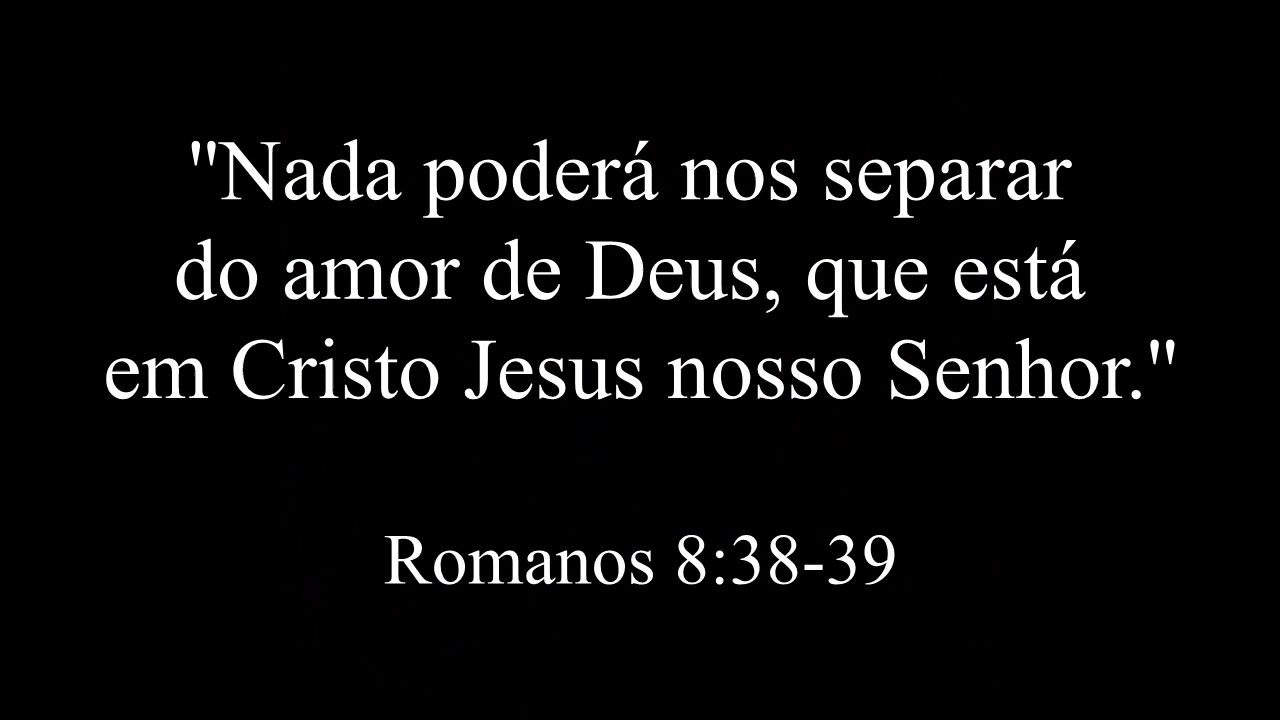 "Nada poderá nos separar
do amor de Deus, que está
em Cristo Jesus nosso Senhor."
Romanos 8:38-39